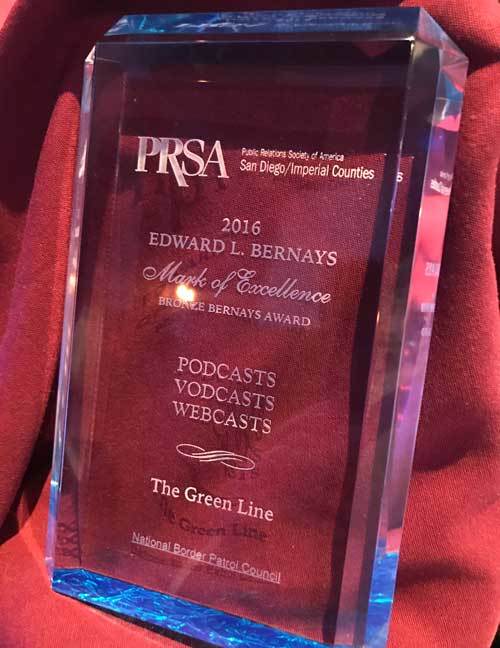 PRSA
Public Relations Society of America
San Diego/Imperial Counties
2016
EDWARD L. BERNAYS
Mark of Excellence
BRONZE BERNAYS AWARD
PODCASTS
VODCASTS
WEBCASTS
The Green Line
National Border Patrol Council